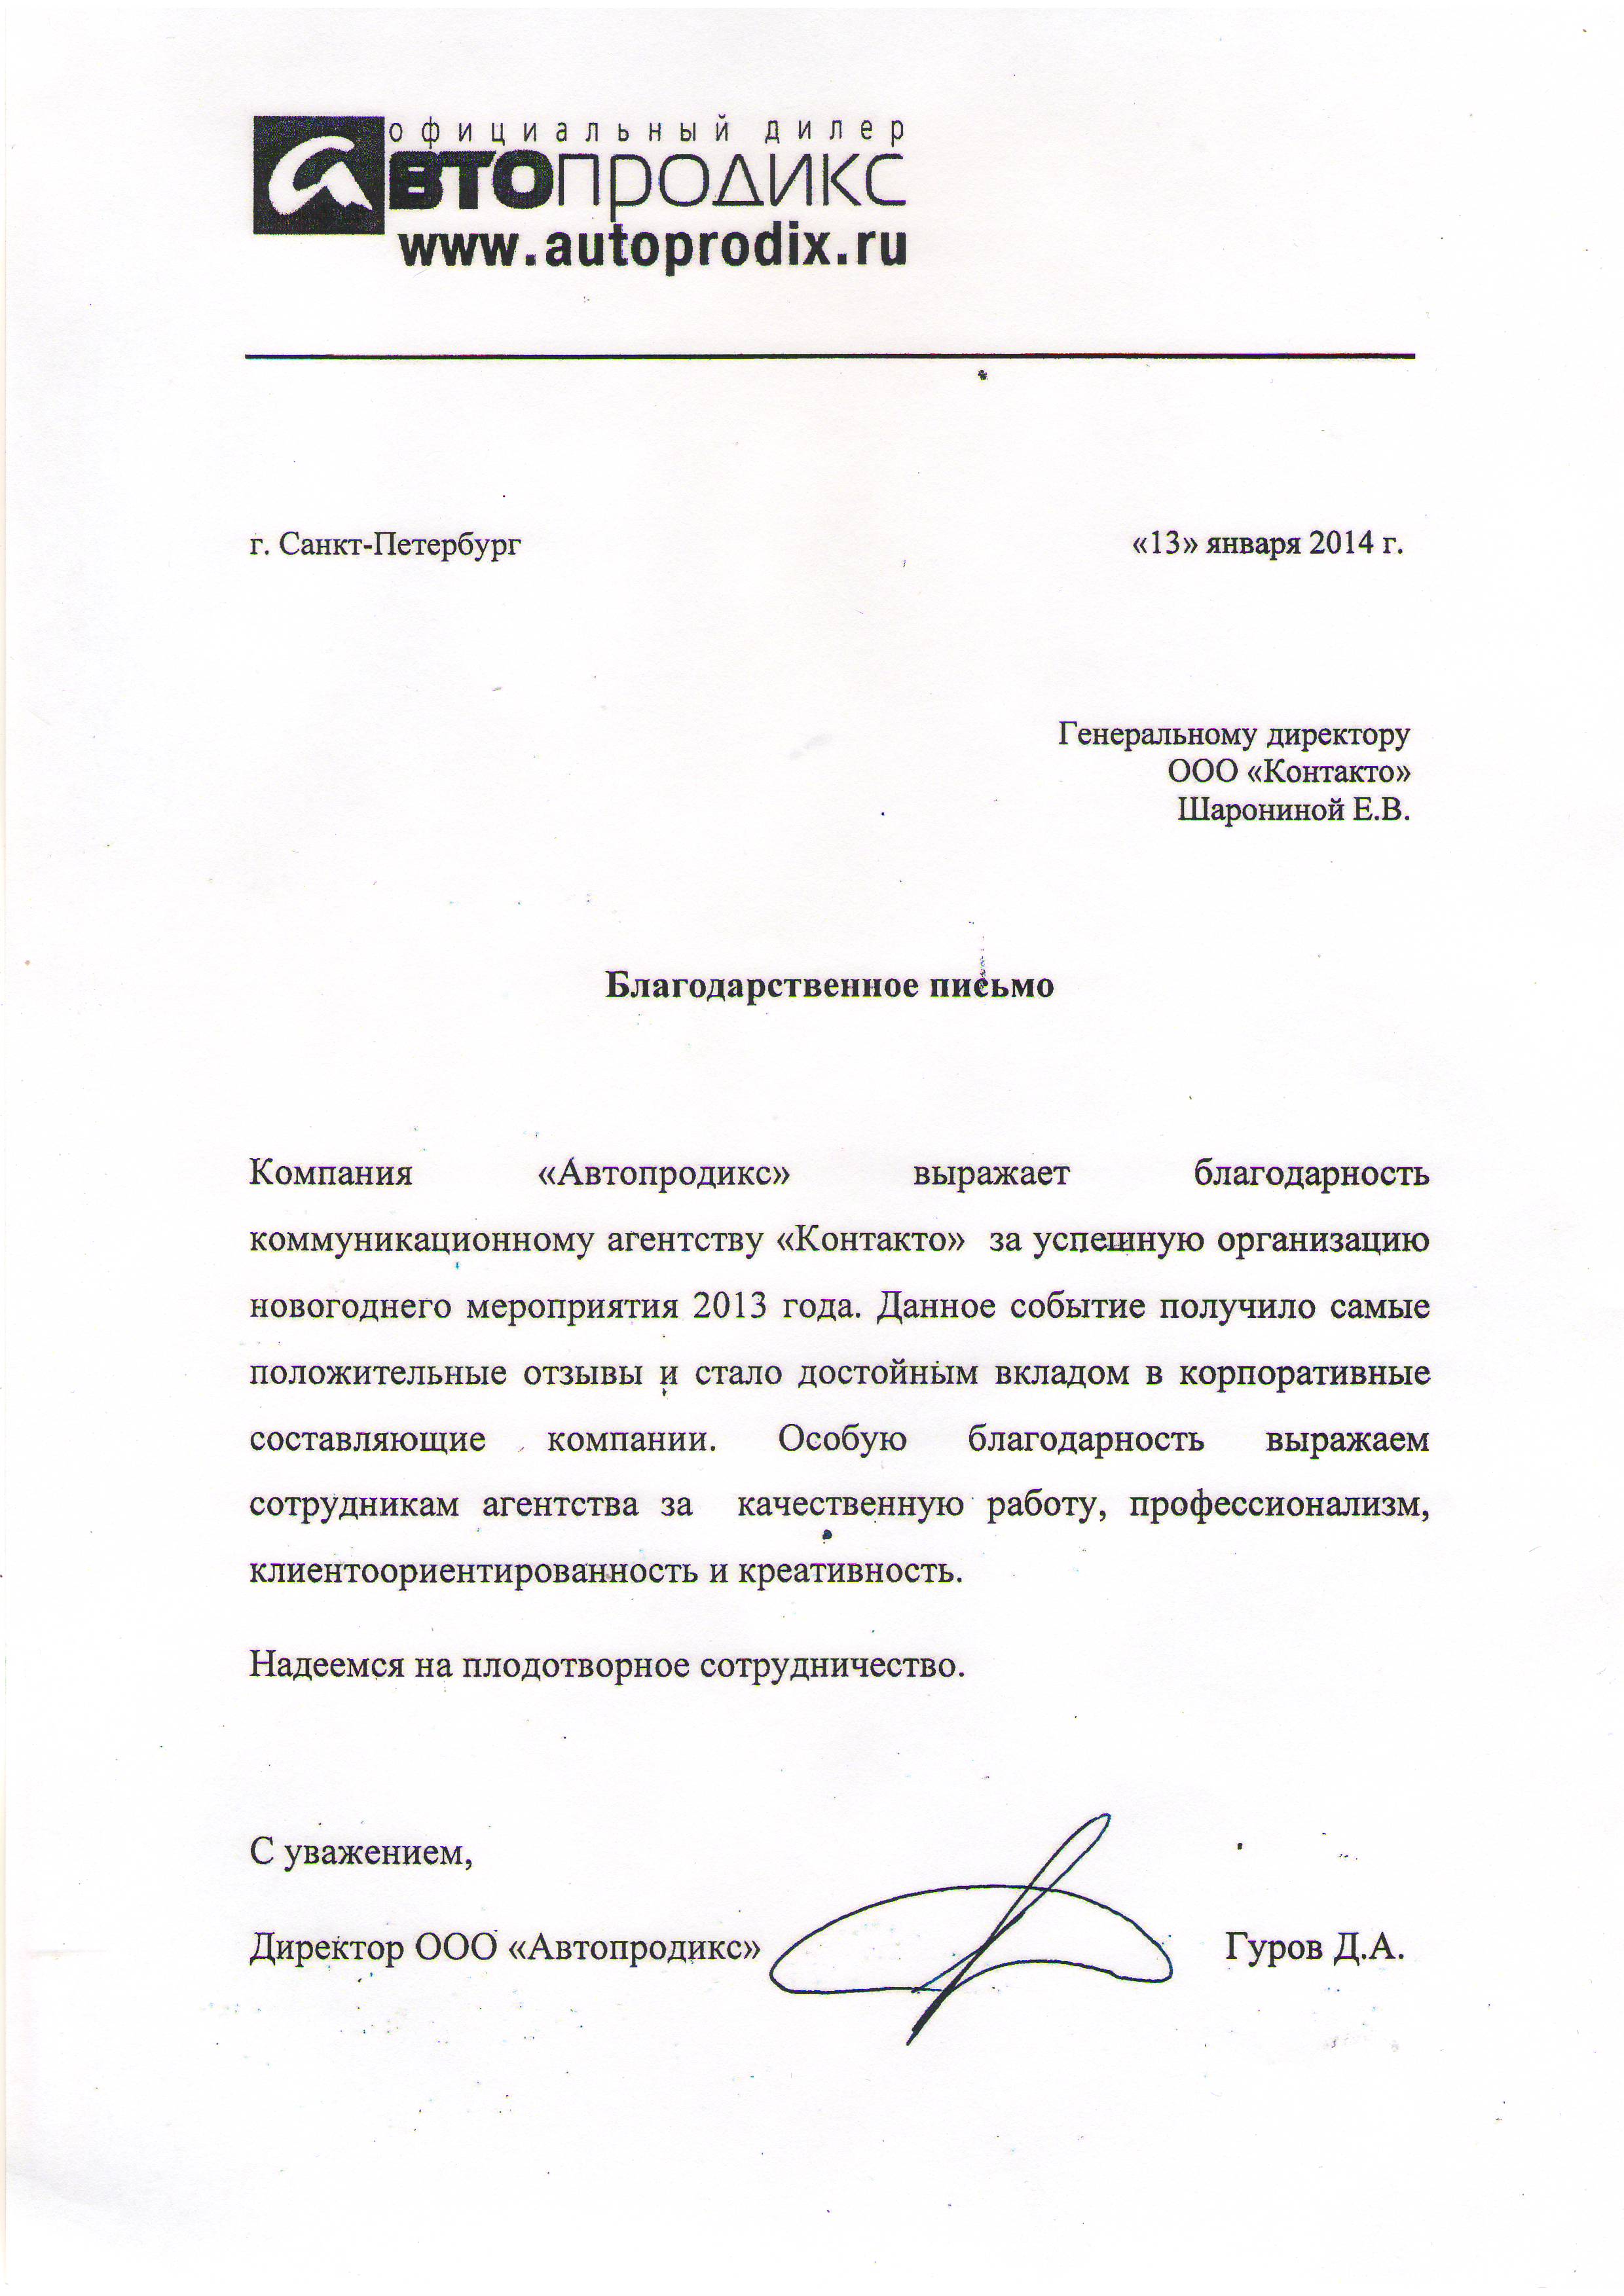 официальный дилер
Автопродикс
www.autoprodix.ru
г. Санкт-Петербург «13» января 2014 г.
Генеральному директору
ООО «Контакто»
Шарониной Е.В.
Благодарственное письмо
Компания «Автопродикс» выражает благодарность
коммуникационному агентству «Контакто» за успешную организацию
новогоднего мероприятия 2013 года. Данное событие получило самые
положительные отзывы и стало достойным вкладом в корпоративные
составляющие компании. Особую благодарность выражаем
сотрудникам агентства за качественную работу, профессионализм,
клиентоориентированность и креативность.
Надеемся на плодотворное сотрудничество.
С уважением,
Директор ООО «Автопродикс» Гуров Д.А.